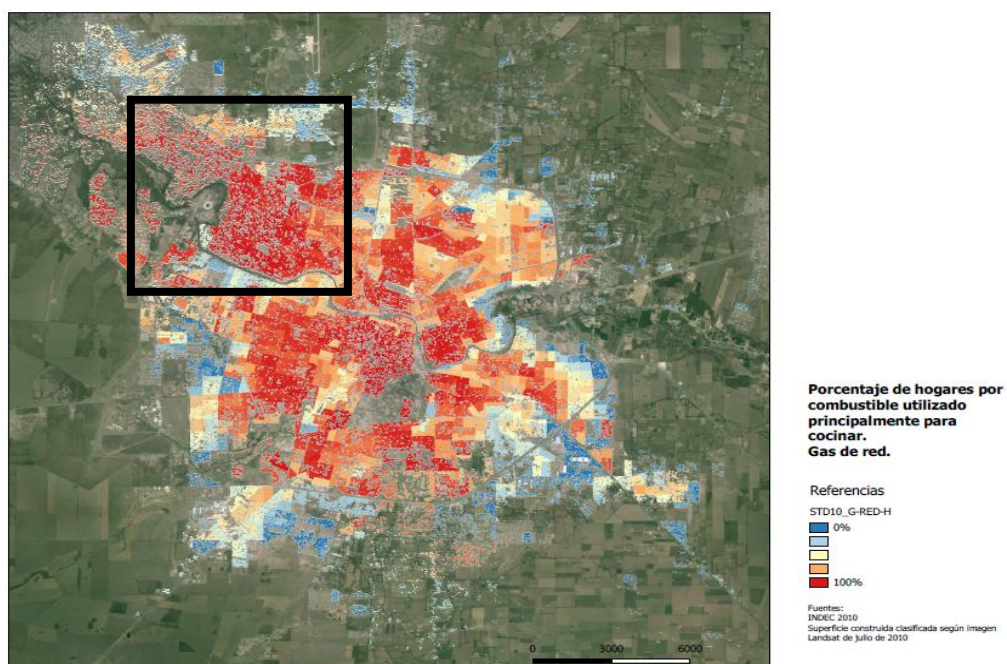 Porcentaje de hogares por
combustible utilizado
principalmente para
cocinar.
Gas de red.
Referencias
STD10_G-RED-H
0%
100%
Fuentes:
INDEC 2010
Superficie construida clasificada según imagen
Landsat de julio de 2010
0 3000 6000